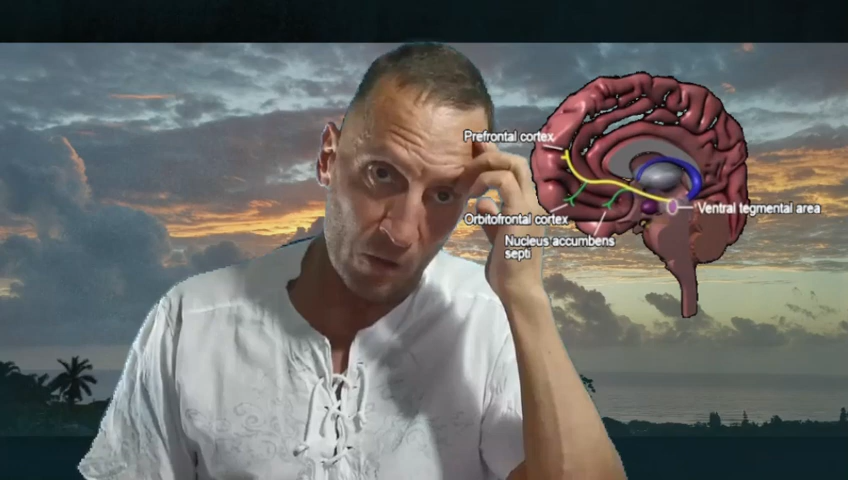 Prefrontal cortex
Orbitofrontal cortex
Nucleus accumbens
septi
Ventral tegmental area